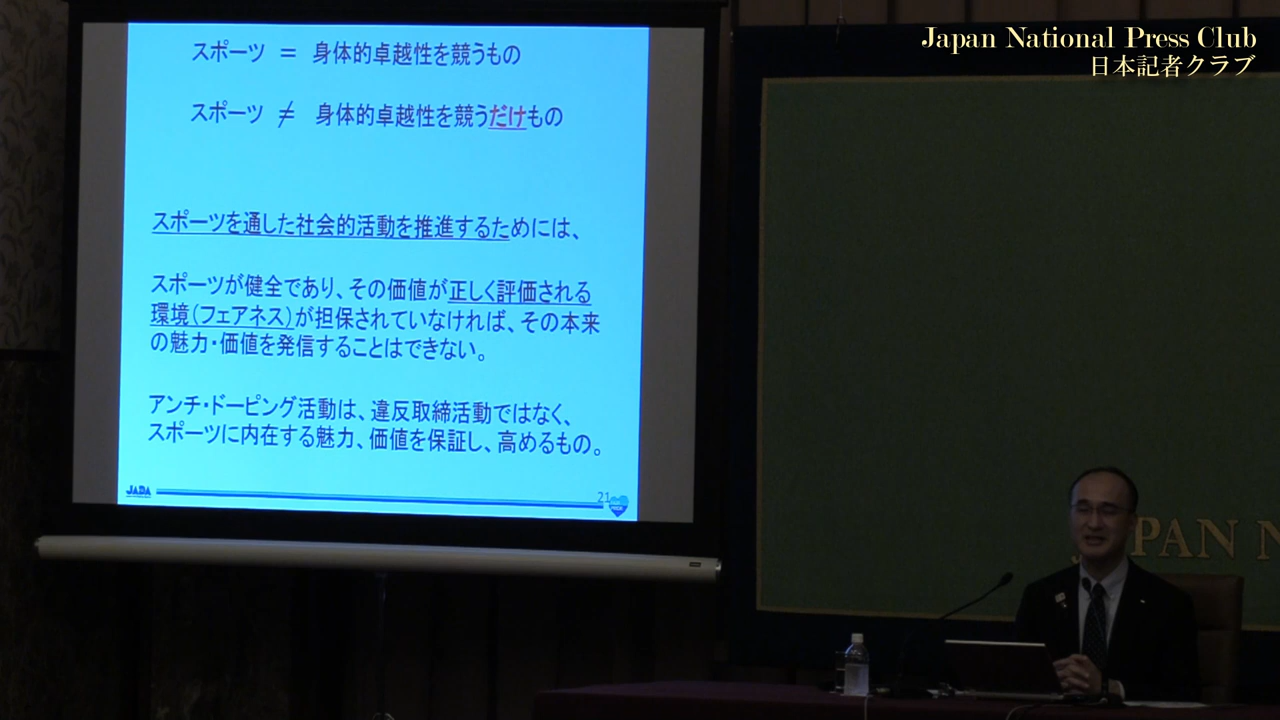 Japan National Press Club
日本記者クラブ
スポーツ = 身体的卓越性を競うもの
スポーツ ≠ 身体的卓越性を競うだけもの
スポーツを通した社会的活動を推進するためには、
スポーツが健全であり、その価値が正しく評価される
環境(フェアネス)が担保されていなければ、その本来
の魅力・価値を発信することはできない。
アンチ・ドーピング活動は、違反取締活動ではなく、
スポーツに内在する魅力、価値を保証し、高めるもの。
JADA
21
JAPAN N